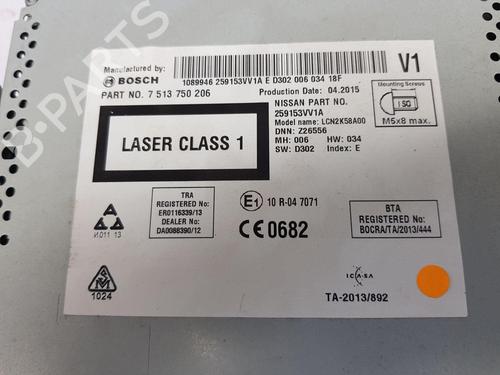 Manufactured by:
BOSCH
1089946 259153VV1A E D302 006 034 18F
V1
PART NO. 7 513 750 206
Production Date: 04.2015
Mounting Screws
ISO
M5x8 max.
NISSAN PART NO.
259153VV1A
Model name: LCN2K58A00
DNN: Z26556
MH: 006 HW: 034
SW: D302 Index: E
LASER CLASS 1
TRA
REGISTERED No:
ER0116339/13
DEALER No:
DA0088390/12
E1 10 R-04 7071
CE 0682
BTA
REGISTERED No:
BOCRA/TA/2013/444
И011 13
1024
ICASA
TA-2013/892
B-PARTS